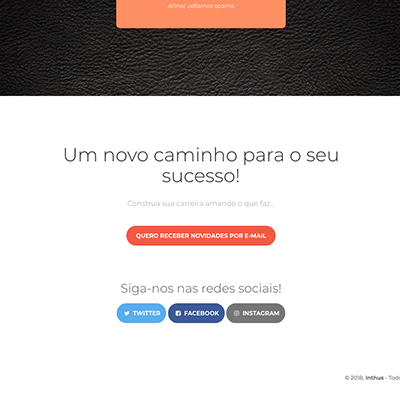 Afinal, odiamos spams.
Um novo caminho para o seu
sucesso!
Construa sua carreira amando o que faz...
QUERO RECEBER NOVIDADES POR E-MAIL
Siga-nos nas redes sociais!
TWITTER FACEBOOK INSTAGRAM
© 2018, Inthus - Todo